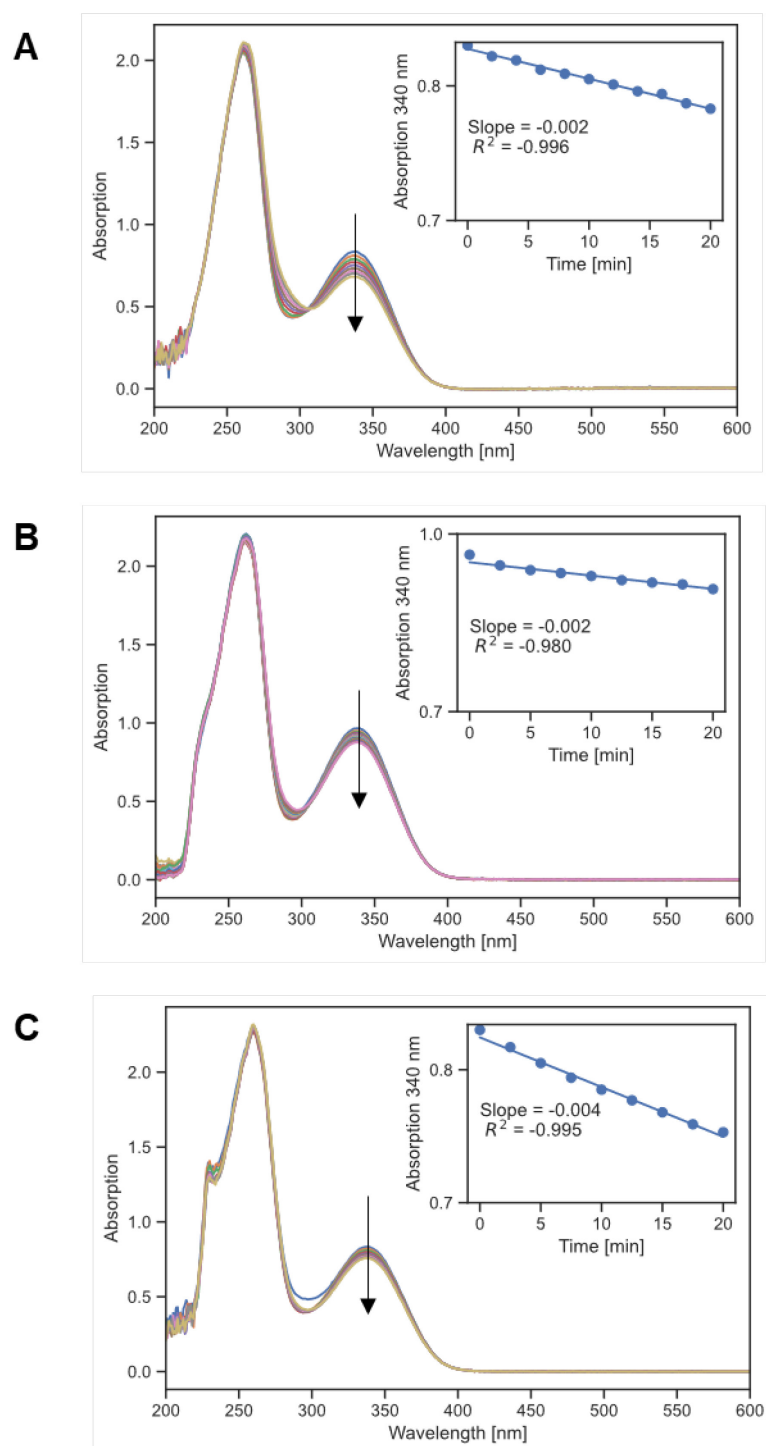 A
2.0
1.5
1.0
0.5
0.0
Absorption
200 250 300 350 400 450 500 550 600
Wavelength [nm]
0.8
0.7
Absorption 340 nm
Slope = -0.002
R² = -0.996
0 5 10 15 20
Time [min]
B
2.0
1.5
1.0
0.5
0.0
Absorption
200 250 300 350 400 450 500 550 600
Wavelength [nm]
1.0
0.7
Absorption 340 nm
Slope = -0.002
R² = -0.980
0 5 10 15 20
Time [min]
C
2.0
1.5
1.0
0.5
0.0
Absorption
200 250 300 350 400 450 500 550 600
Wavelength [nm]
0.8
0.7
Absorption 340 nm
Slope = -0.004
R² = -0.995
0 5 10 15 20
Time [min]